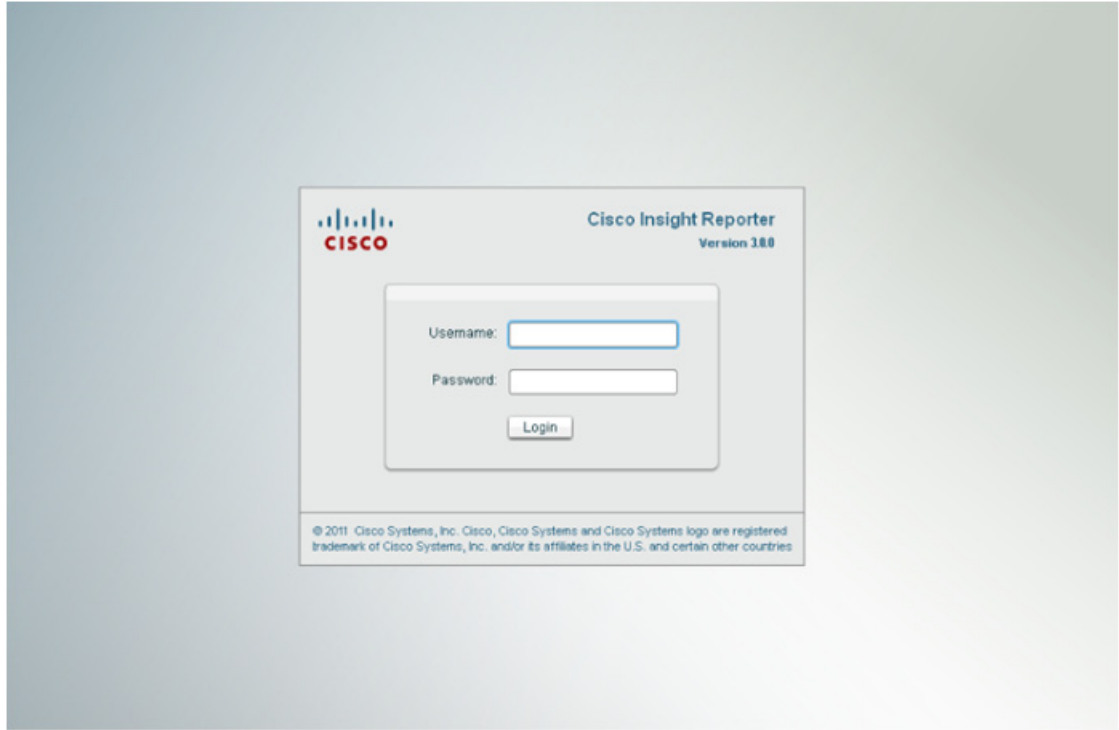 CISCO
Cisco Insight Reporter
Version 3.0.0
Username:
Password:
Login
© 2011 Cisco Systems, Inc. Cisco, Cisco Systems and Cisco Systems logo are registered
trademark of Cisco Systems, Inc. and/or its affiliates in the U.S. and certain other countries